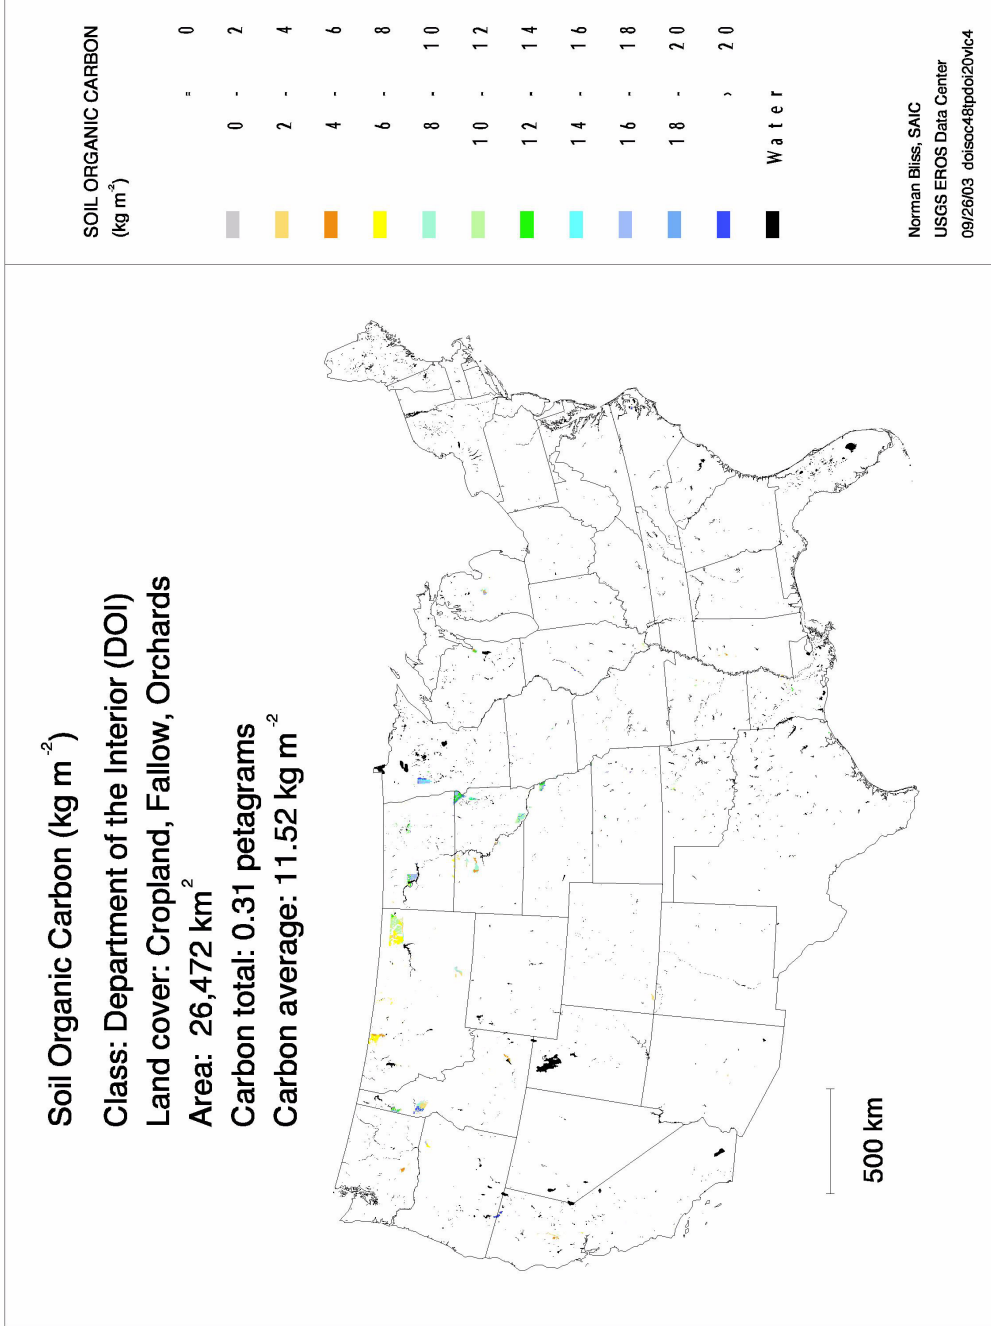 Soil Organic Carbon (kg m⁻²)
Class: Department of the Interior (DOI)
Land cover: Cropland, Fallow, Orchards
Area: 26,472 km²
Carbon total: 0.31 petagrams
Carbon average: 11.52 kg m⁻²
500 km
SOIL ORGANIC CARBON
(kg m⁻²)
= 0
0 - 2
2 - 4
4 - 6
6 - 8
8 - 10
10 - 12
12 - 14
14 - 16
16 - 18
18 - 20
> 20
Water
Norman Bliss, SAIC
USGS EROS Data Center
09/26/03 doisoc48tpdoi20vlc4